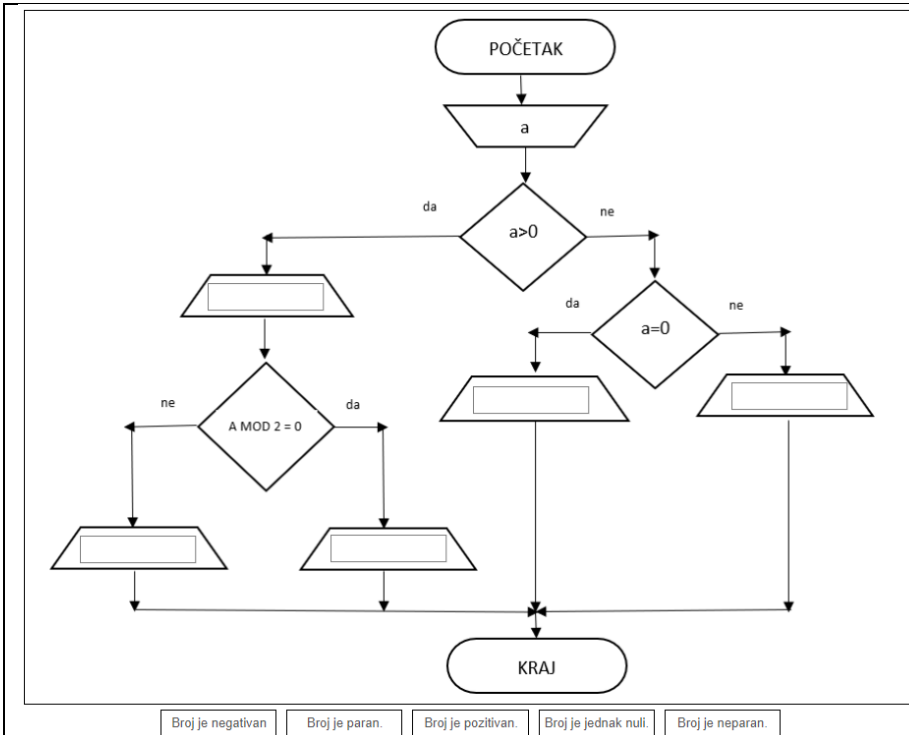 POČETAK
a
da
a>0
ne
da
a=0
ne
ne
A MOD 2 = 0
da
KRAJ
Broj je negativan
Broj je paran.
Broj je pozitivan.
Broj je jednak nuli.
Broj je neparan.